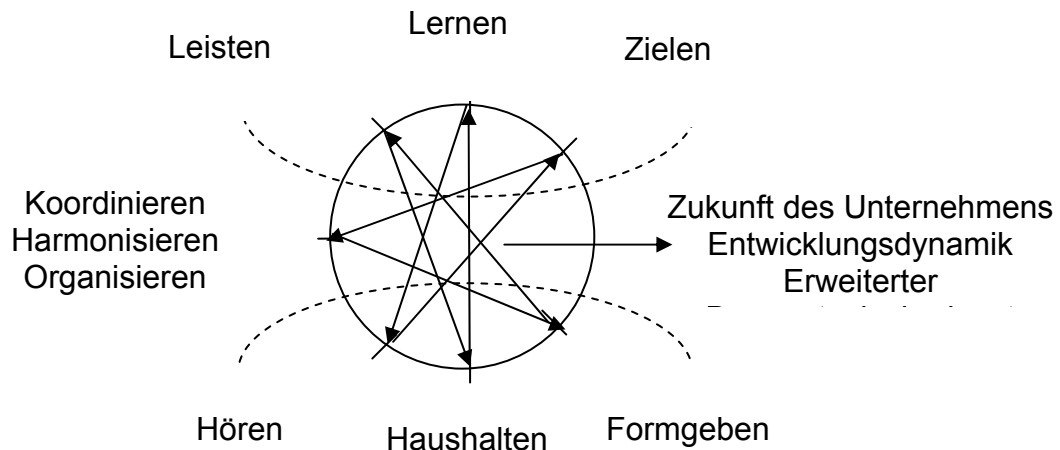 Leisten
Lernen
Zielen
Koordinieren
Harmonisieren
Organisieren
Zukunft des Unternehmens
Entwicklungsdynamik
Erweiterter
Hören
Haushalten
Formgeben